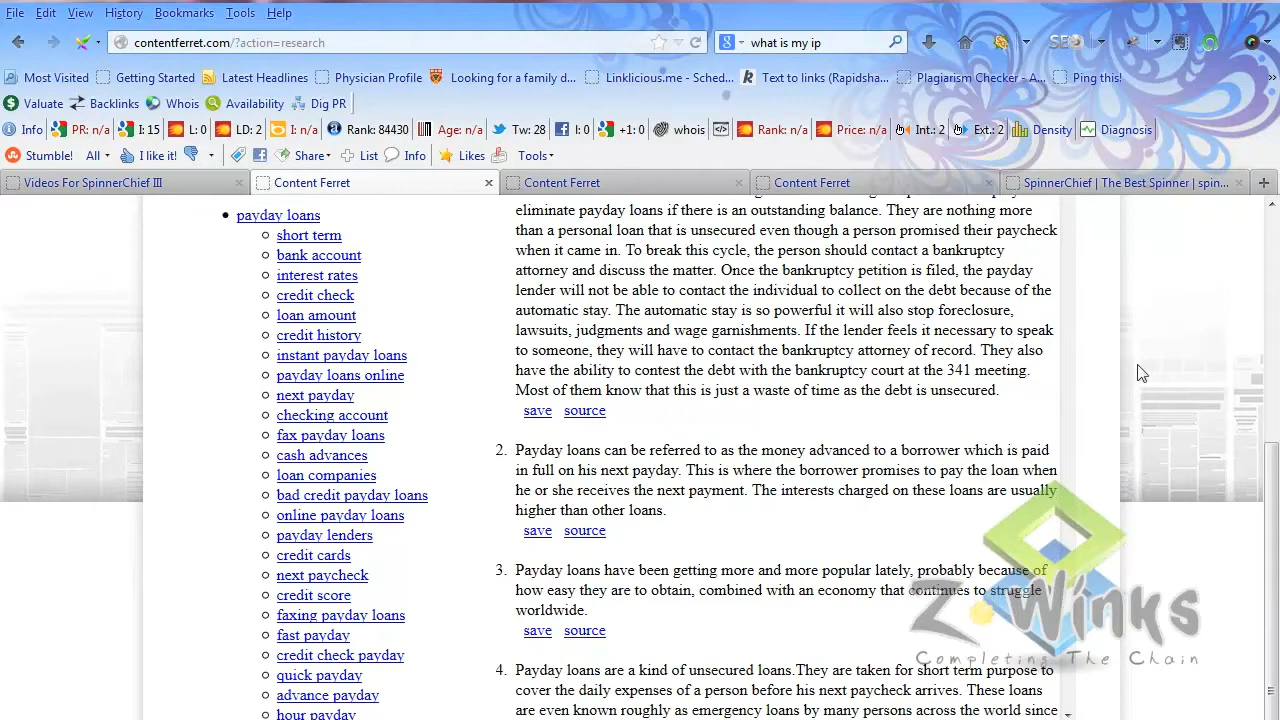 File Edit View History Bookmarks Tools Help
contentferret.com/?action=research
what is my ip
SEO
Most Visited Getting Started Latest Headlines Physician Profile Looking for a family d... Linklicious.me - Sched... Text to links (Rapidsha... Plagiarism Checker - A... Ping this!
Valuate Backlinks Whois Availability Dig PR
Info PR: n/a I: 15 L: 0 LD: 2 I: n/a Rank: 84430 Age: n/a Tw: 28 I: 0 +1: 0 whois Rank: n/a Price: n/a Int.: 2 Ext.: 2 Density Diagnosis
Stumble! All I like it! Share List Info Likes Tools
Videos For SpinnerChief III Content Ferret Content Ferret Content Ferret SpinnerChief | The Best Spinner | spin...
payday loans
short term
bank account
interest rates
credit check
loan amount
credit history
instant payday loans
payday loans online
next payday
checking account
fax payday loans
cash advances
loan companies
bad credit payday loans
online payday loans
payday lenders
credit cards
next paycheck
credit score
faxing payday loans
fast payday
credit check payday
quick payday
advance payday
hour payday
eliminate payday loans if there is an outstanding balance. They are nothing more
than a personal loan that is unsecured even though a person promised their paycheck
when it came in. To break this cycle, the person should contact a bankruptcy
attorney and discuss the matter. Once the bankruptcy petition is filed, the payday
lender will not be able to contact the individual to collect on the debt because of the
automatic stay. The automatic stay is so powerful it will also stop foreclosure,
lawsuits, judgments and wage garnishments. If the lender feels it necessary to speak
to someone, they will have to contact the bankruptcy attorney of record. They also
have the ability to contest the debt with the bankruptcy court at the 341 meeting.
Most of them know that this is just a waste of time as the debt is unsecured.
save source
2. Payday loans can be referred to as the money advanced to a borrower which is paid
in full on his next payday. This is where the borrower promises to pay the loan when
he or she receives the next payment. The interests charged on these loans are usually
higher than other loans.
save source
3. Payday loans have been getting more and more popular lately, probably because of
how easy they are to obtain, combined with an economy that continues to struggle
worldwide.
save source
4. Payday loans are a kind of unsecured loans.They are taken for short term purpose to
cover the daily expenses of a person before his next paycheck arrives. These loans
are even known roughly as emergency loans by many persons across the world since
Z Winks
Completing The Chain